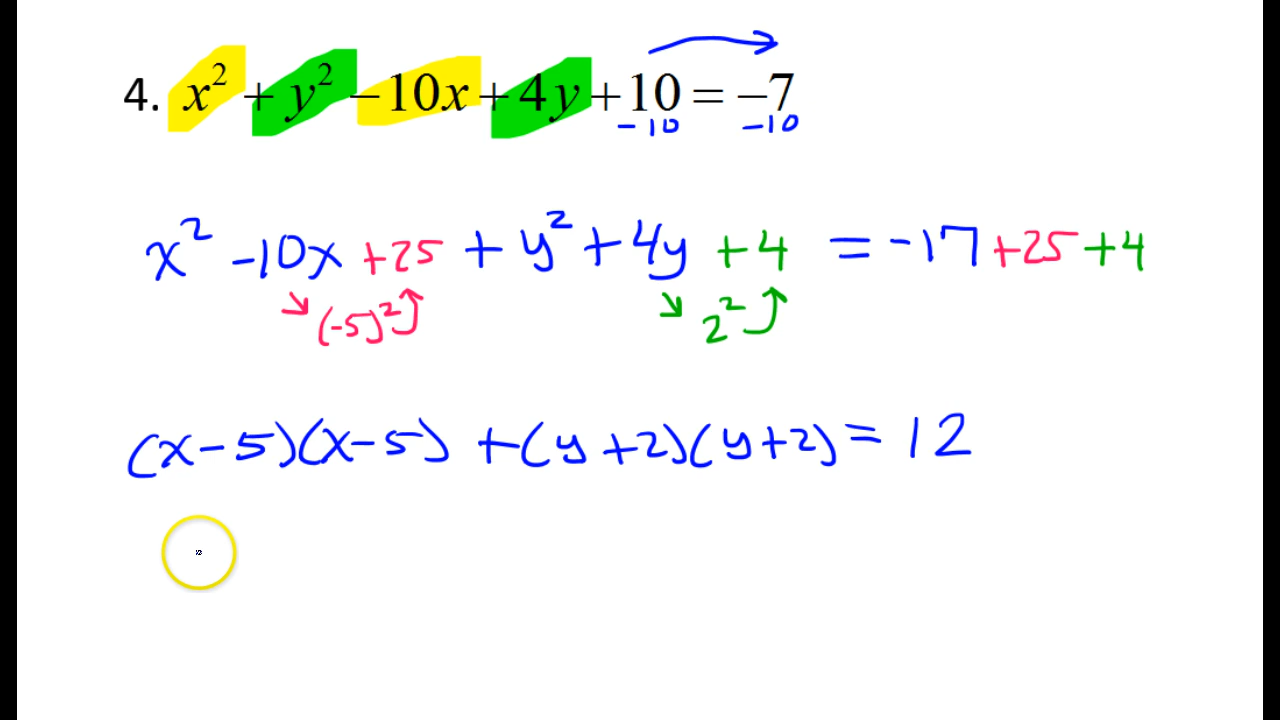 4. x² + y² − 10x + 4y + 10 = −7
−10 −10
x² −10x +25 + y² + 4y + 4 = −17 +25 +4
(−5)² 2²
(x−5)(x−5) + (y+2)(y+2) = 12